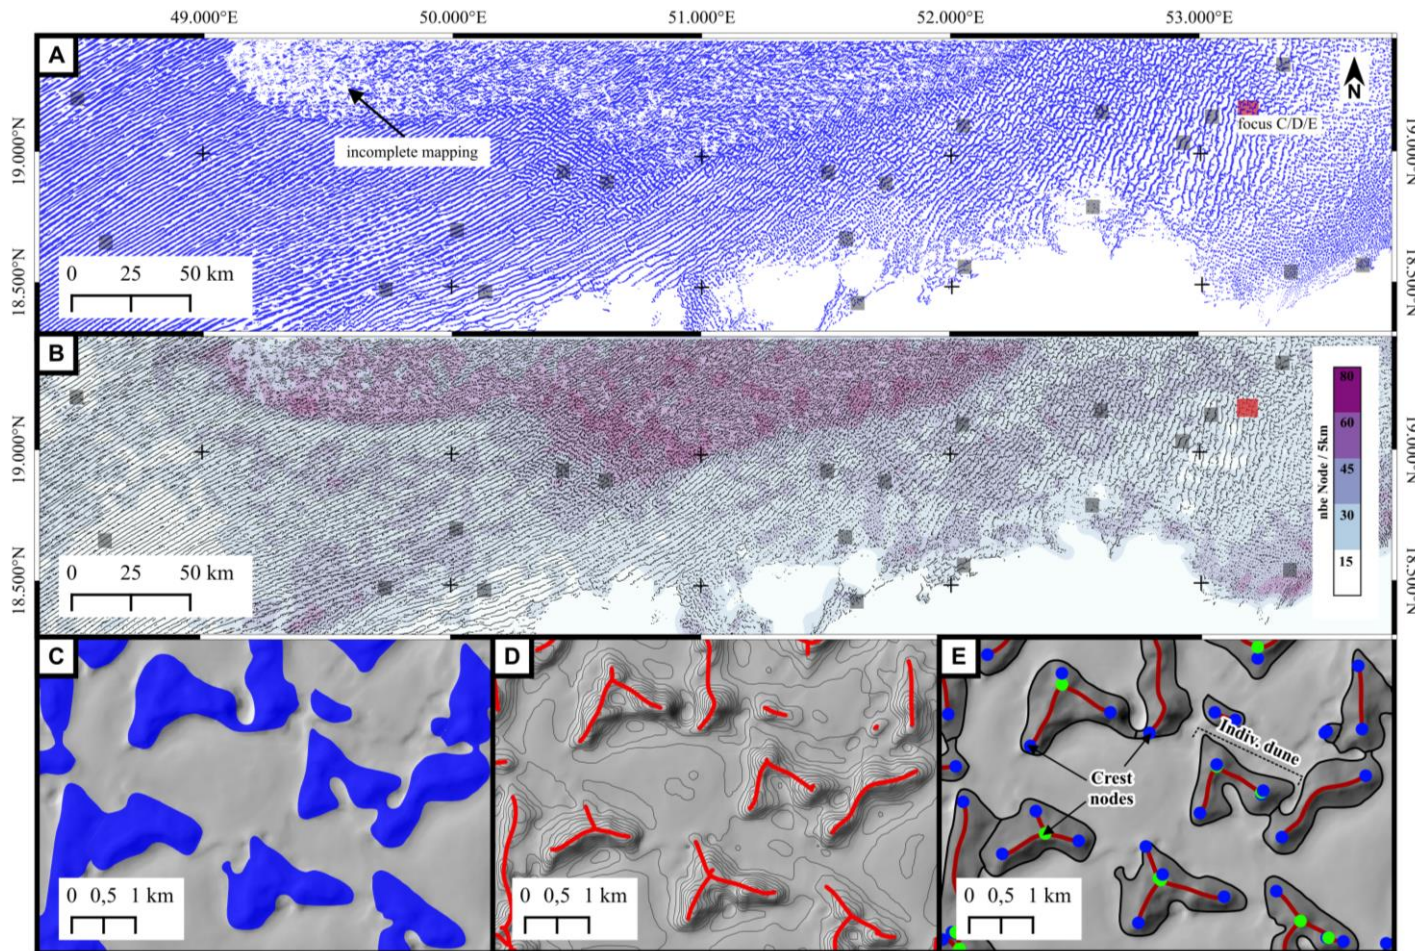 49.000°E 50.000°E 51.000°E 52.000°E 53.000°E
A
N
focus C/D/E
incomplete mapping
19.000°N 19.000°N
18.500°N 18.500°N
0 25 50 km
B
80
60
45
30
15
nbe Node / 5km
19.000°N 19.000°N
18.500°N 18.500°N
0 25 50 km
C D E
Indiv. dune
Crest
nodes
0 0,5 1 km 0 0,5 1 km 0 0,5 1 km